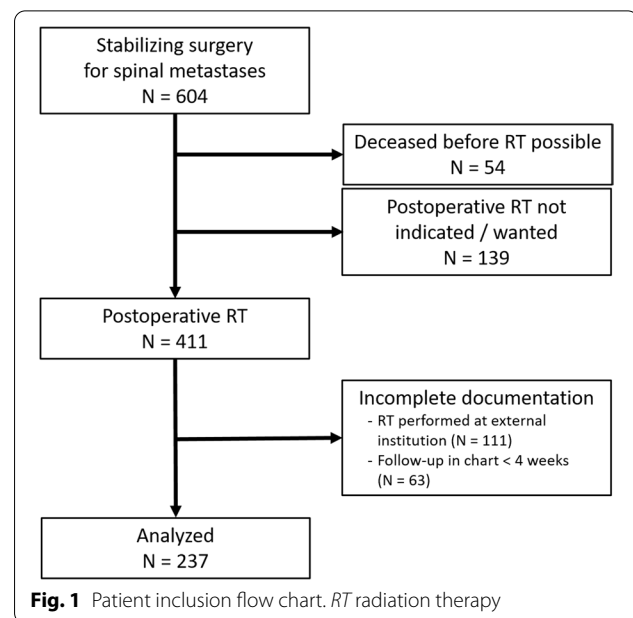 Stabilizing surgery
for spinal metastases
N = 604
Deceased before RT possible
N = 54
Postoperative RT not
indicated / wanted
N = 139
Postoperative RT
N = 411
Incomplete documentation
- RT performed at external
institution (N = 111)
- Follow-up in chart < 4 weeks
(N = 63)
Analyzed
N = 237
Fig. 1 Patient inclusion flow chart. RT radiation therapy